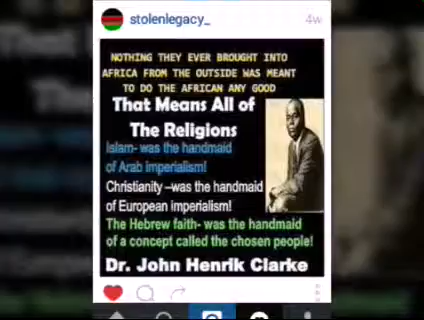 stolenlegacy_
4w
NOTHING THEY EVER BROUGHT INTO
AFRICA FROM THE OUTSIDE WAS MEANT
TO DO THE AFRICAN ANY GOOD
That Means All of
The Religions
Islam- was the handmaid
of Arab imperialism!
Christianity –was the handmaid
of European imperialism!
The Hebrew faith- was the handmaid
of a concept called the chosen people!
Dr. John Henrik Clarke